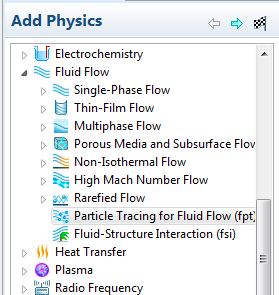 Add Physics
Electrochemistry
Fluid Flow
Single-Phase Flow
Thin-Film Flow
Multiphase Flow
Porous Media and Subsurface Flow
Non-Isothermal Flow
High Mach Number Flow
Rarefied Flow
Particle Tracing for Fluid Flow (fpt)
Fluid-Structure Interaction (fsi)
Heat Transfer
Plasma
Radio Frequency